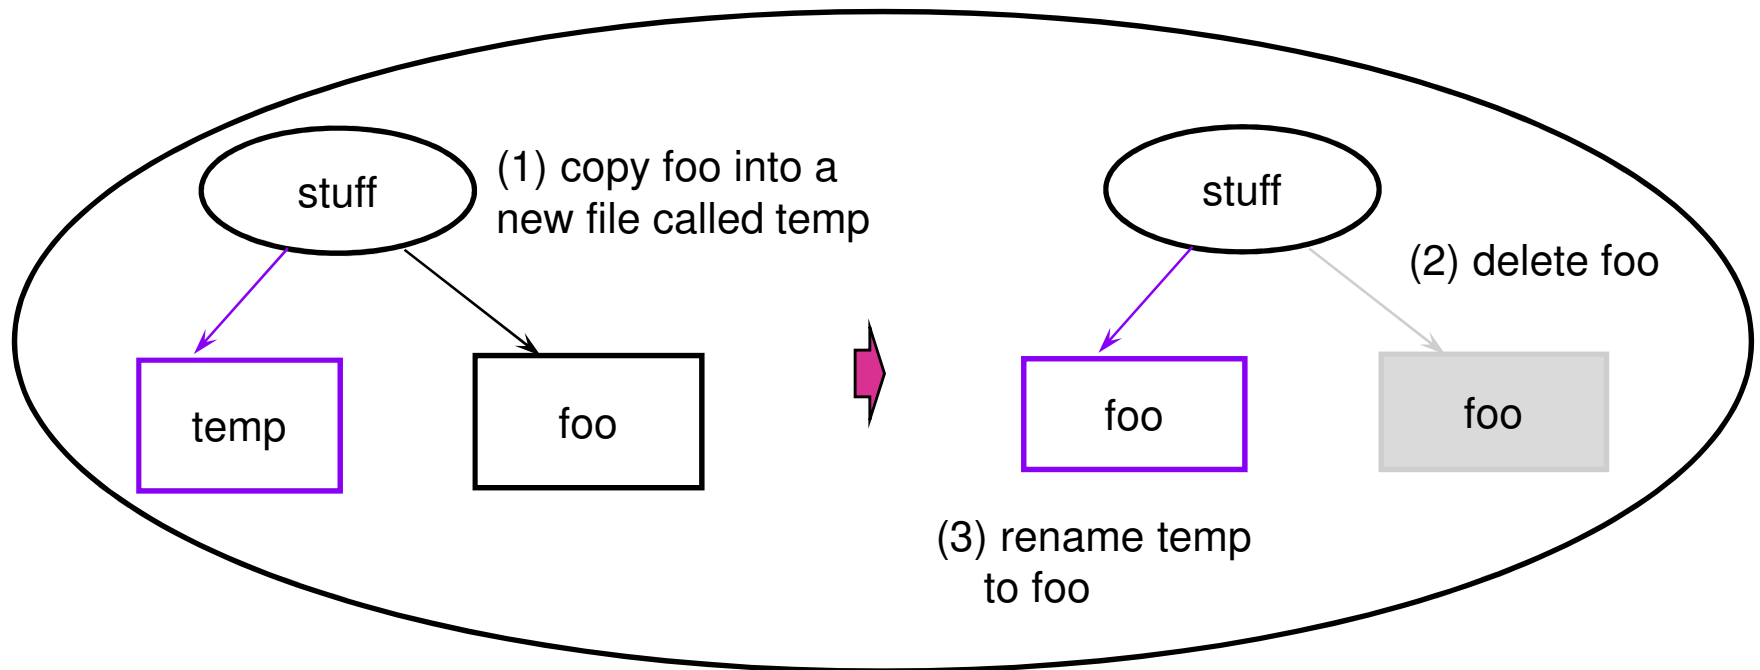 stuff
(1) copy foo into a
new file called temp
temp
foo
stuff
(2) delete foo
foo
foo
(3) rename temp
to foo